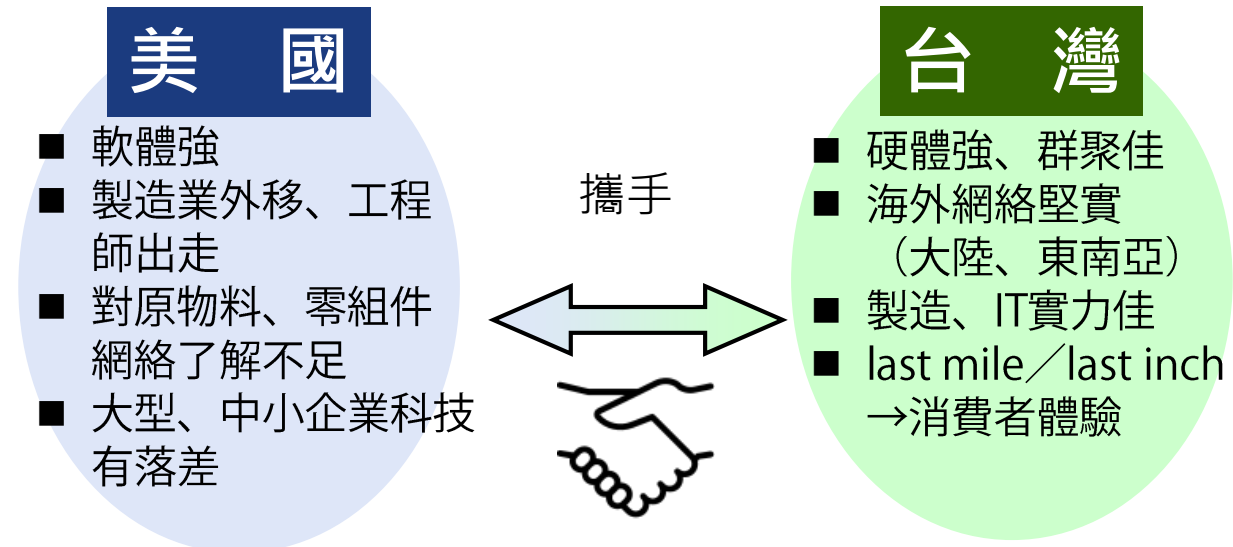 美 國
■ 軟體強
■ 製造業外移、工程
師出走
■ 對原物料、零組件
網絡了解不足
■ 大型、中小企業科技
有落差
攜手
台 灣
■ 硬體強、群聚佳
■ 海外網絡堅實
（大陸、東南亞）
■ 製造、IT實力佳
■ last mile／last inch
→消費者體驗